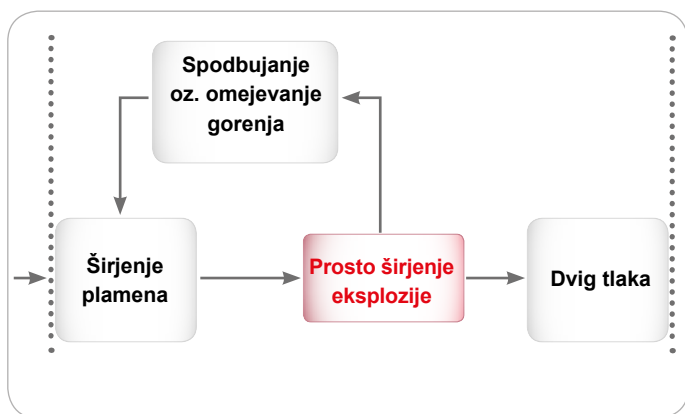 Spodbujanje
oz. omejevanje
gorenja
Širjenje
plamena
Prosto širjenje
eksplozije
Dvig tlaka